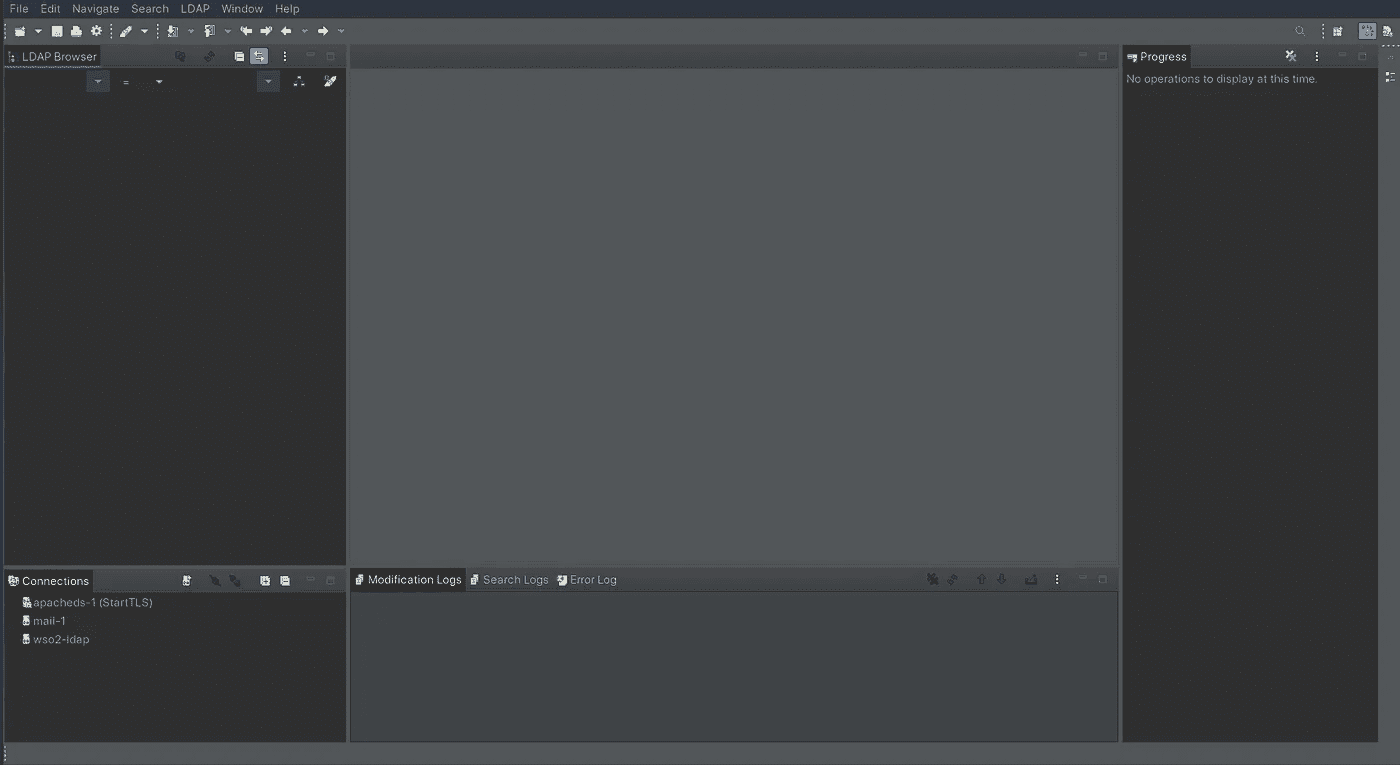 File Edit Navigate Search LDAP Window Help
LDAP Browser
=
Progress
No operations to display at this time.
Connections
apacheds-1 (StartTLS)
mail-1
wso2-ldap
Modification Logs Search Logs Error Log